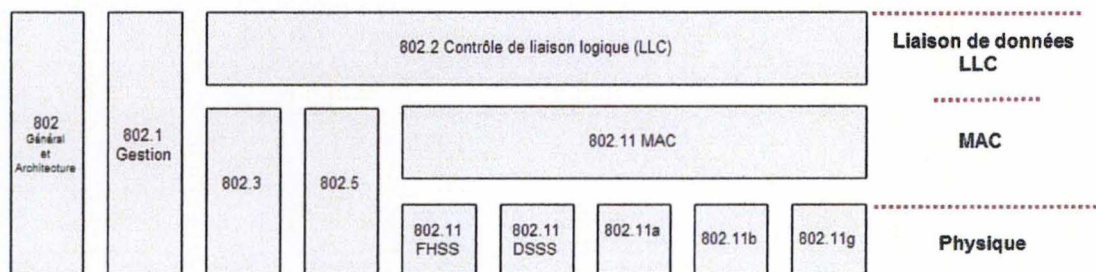 802
Général
et
Architecture
802.1
Gestion
802.2 Contrôle de liaison logique (LLC)
802.3
802.5
802.11 MAC
802.11
FHSS
802.11
DSSS
802.11a
802.11b
802.11g
Liaison de données
LLC
MAC
Physique